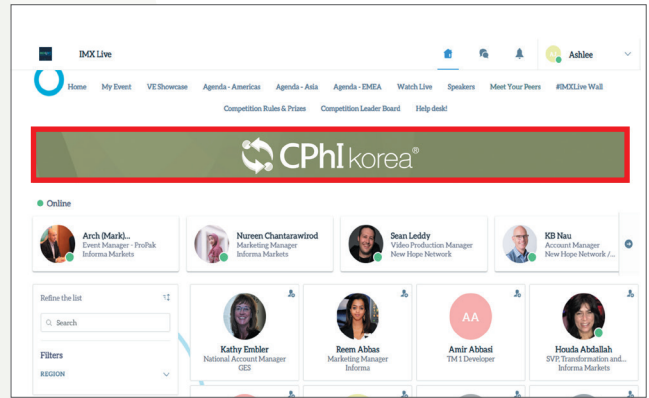 IMX Live
Ashlee
Home My Event VE Showcase Agenda - Americas Agenda - Asia Agenda - EMEA Watch Live Speakers Meet Your Peers #IMXLive Wall
Competition Rules & Prizes Competition Leader Board Help desk!
CPhI korea®
Online
Arch (Mark)...
Event Manager - ProPak
Informa Markets
Nureen Chantarawirod
Marketing Manager
Informa Markets
Sean Leddy
Video Production Manager
New Hope Network
KB Nau
Account Manager
New Hope Network /...
Refine the list
Search
Filters
REGION
Kathy Embler
National Account Manager
GES
Reem Abbas
Marketing Manager
Informa
AA
Amir Abbasi
TM 1 Developer
Houda Abdallah
SVP, Transformation and...
Informa Markets